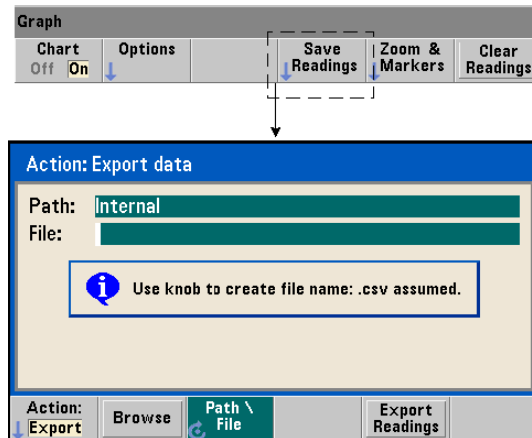 Graph
Chart
Off On
Options
Save
Readings
Zoom &
Markers
Clear
Readings
Action: Export data
Path: Internal
File:
i Use knob to create file name: .csv assumed.
Action:
Export
Browse
Path \
File
Export
Readings